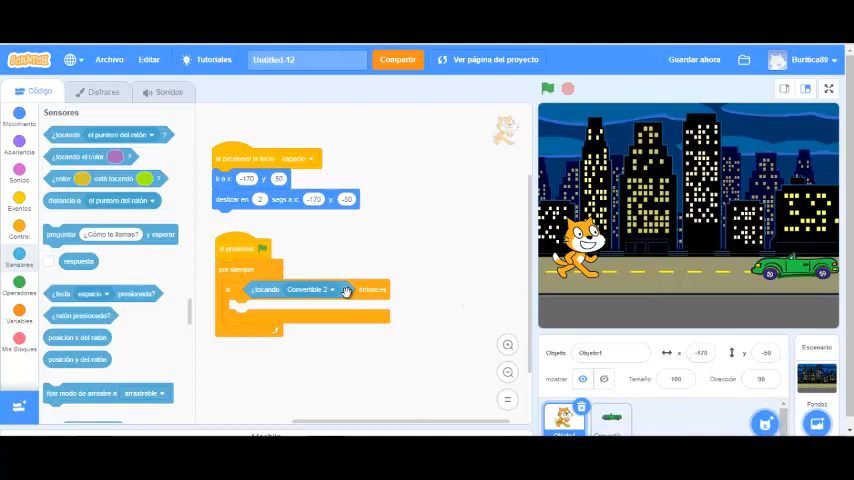 SCRATCH
Archivo
Editar
Tutoriales
Untitled-12
Compartir
Ver página del proyecto
Guardar ahora
Buritica89
Código
Disfraces
Sonidos
Movimiento
Apariencia
Sonido
Eventos
Control
Sensores
Operadores
Variables
Mis Bloques
Sensores
¿tocando el puntero del ratón ?
¿tocando el color ?
¿color está tocando ?
distancia a el puntero del ratón
preguntar ¿Cómo te llamas? y esperar
respuesta
¿tecla espacio presionada?
¿ratón presionado?
posición x del ratón
posición y del ratón
fijar modo de arrastre a arrastrable
al presionar la tecla espacio
ir a x: -170 y: 50
deslizar en 2 segs a x: -170 y: -50
al presionar
por siempre
si ¿tocando Convertible 2 entonces
Objeto
Objeto1
x -170
y -50
mostrar
Tamaño 100
Dirección 90
Escenario
Fondos